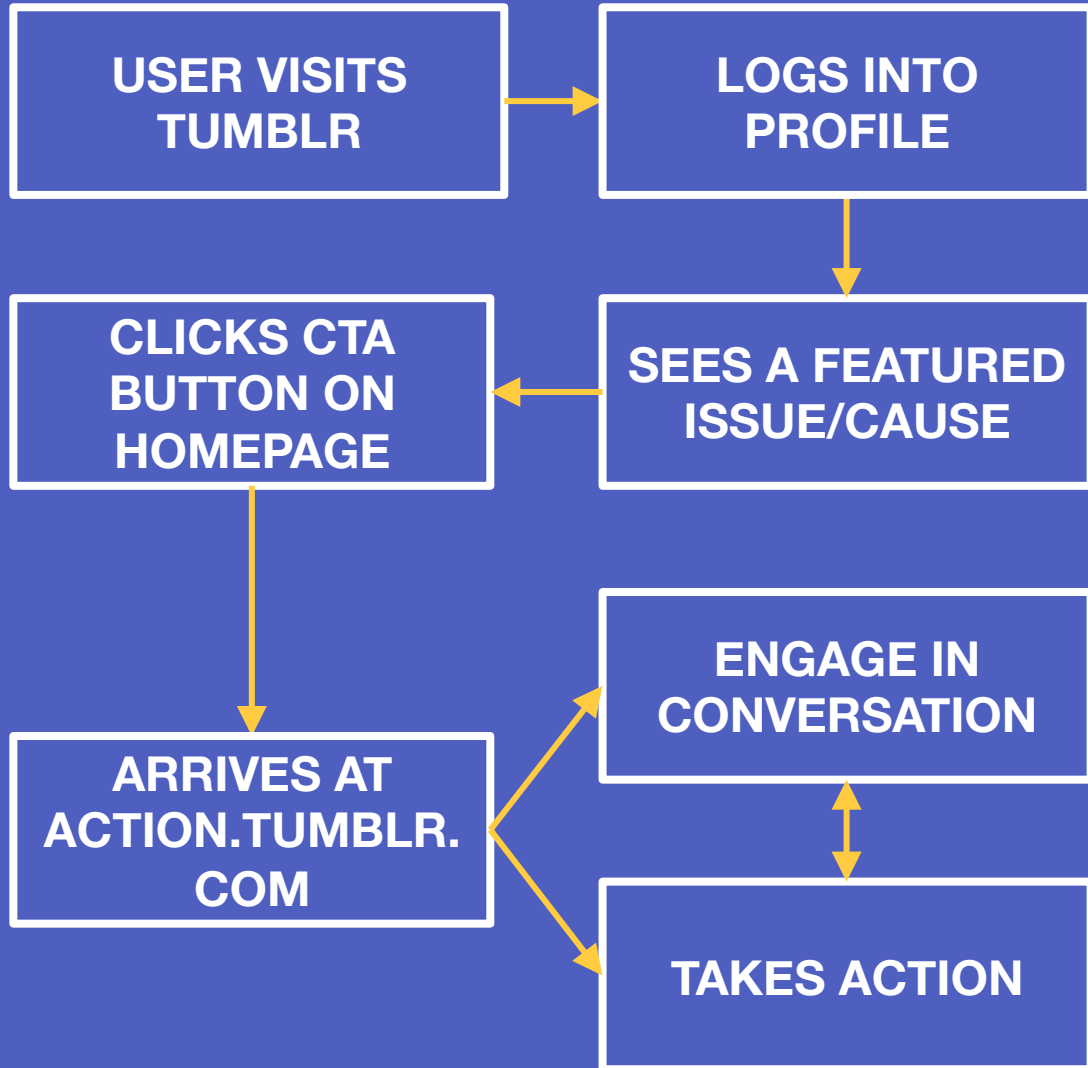 USER VISITS
TUMBLR
LOGS INTO
PROFILE
SEES A FEATURED
ISSUE/CAUSE
CLICKS CTA
BUTTON ON
HOMEPAGE
ARRIVES AT
ACTION.TUMBLR.
COM
ENGAGE IN
CONVERSATION
TAKES ACTION